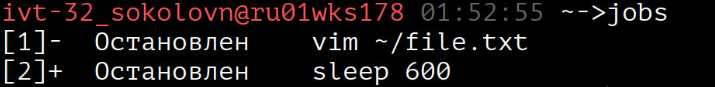 ivt-32_sokolovn@ru01wks178 01:52:55 ~-->jobs
[1]-  Остановлен    vim ~/file.txt
[2]+  Остановлен    sleep 600